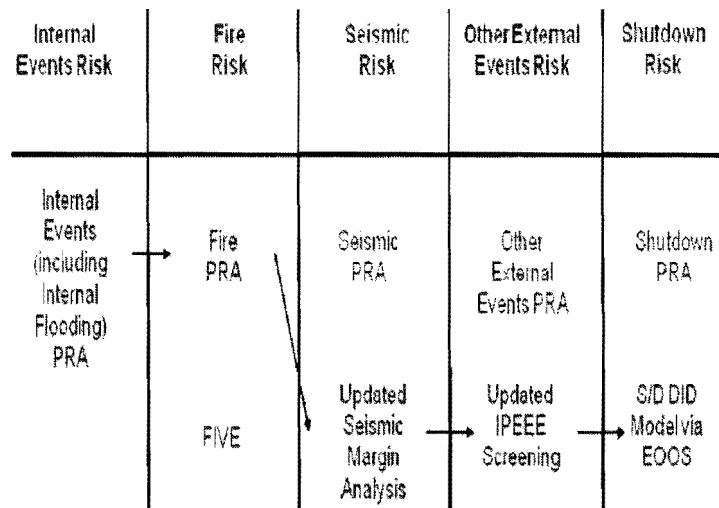 Internal
Events Risk
Fire
Risk
Seismic
Risk
Other External
Events Risk
Shutdown
Risk
Internal
Events
(including
Internal
Flooding)
PRA
Fire
PRA
Seismic
PRA
Other
External
Events PRA
Shutdown
PRA
FIVE
Updated
Seismic
Margin
Analysis
Updated
IPEEE
Screening
S/D DID
Model via
EOOS